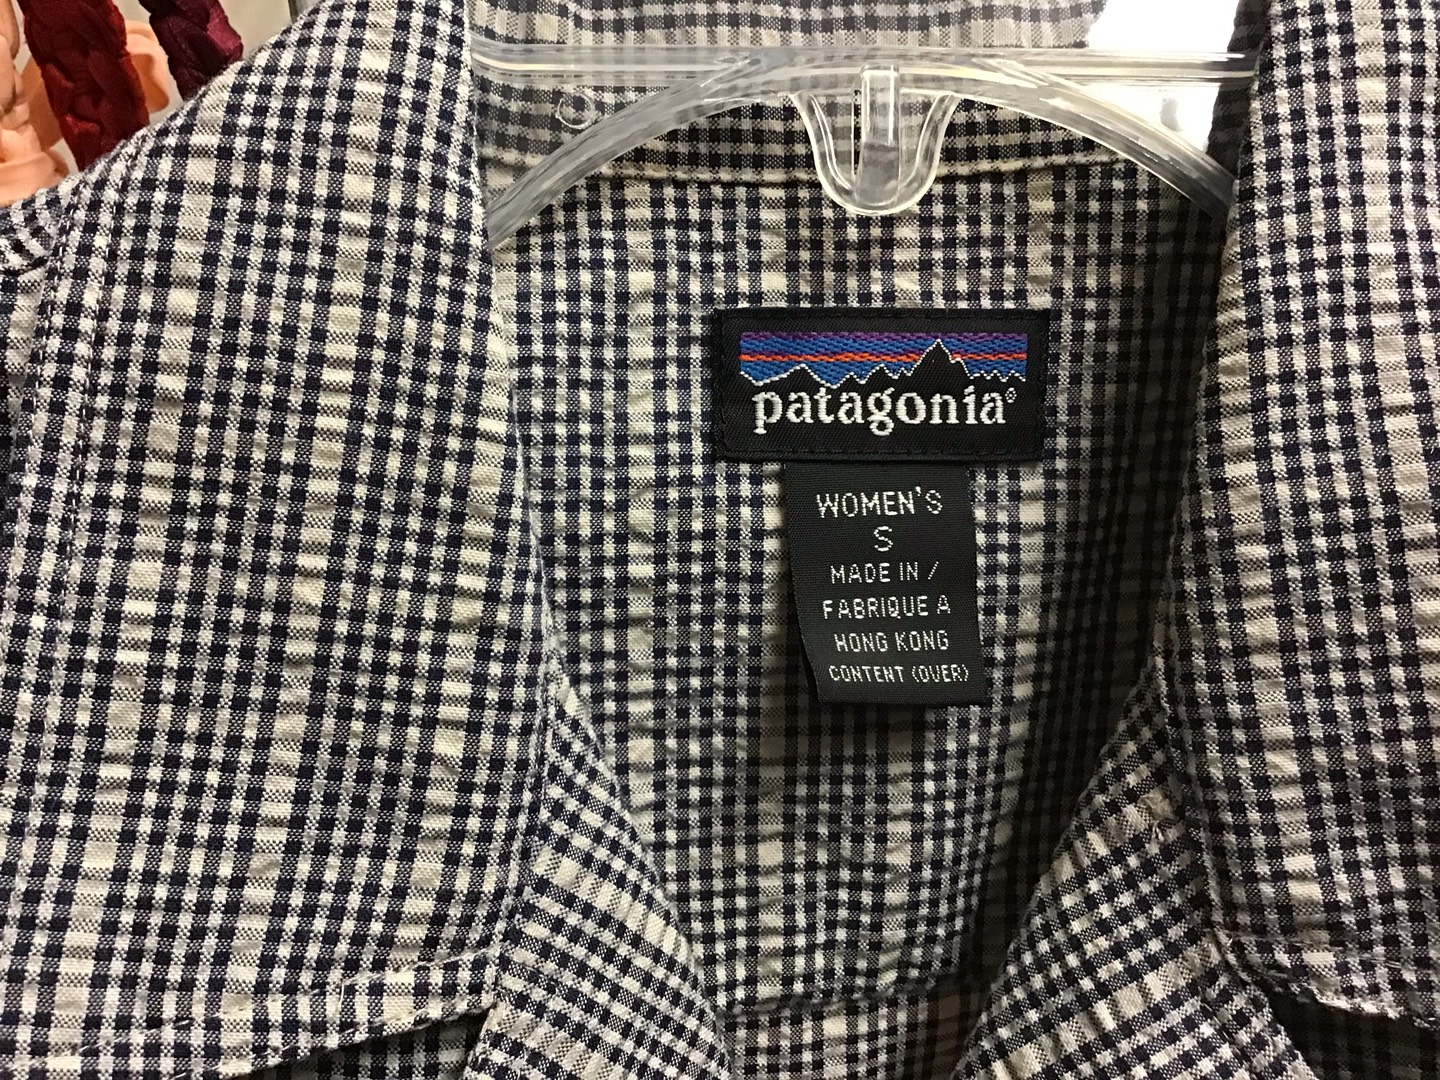 patagonia®
WOMEN'S
S
MADE IN /
FABRIQUE A
HONG KONG
CONTENT (OVER)